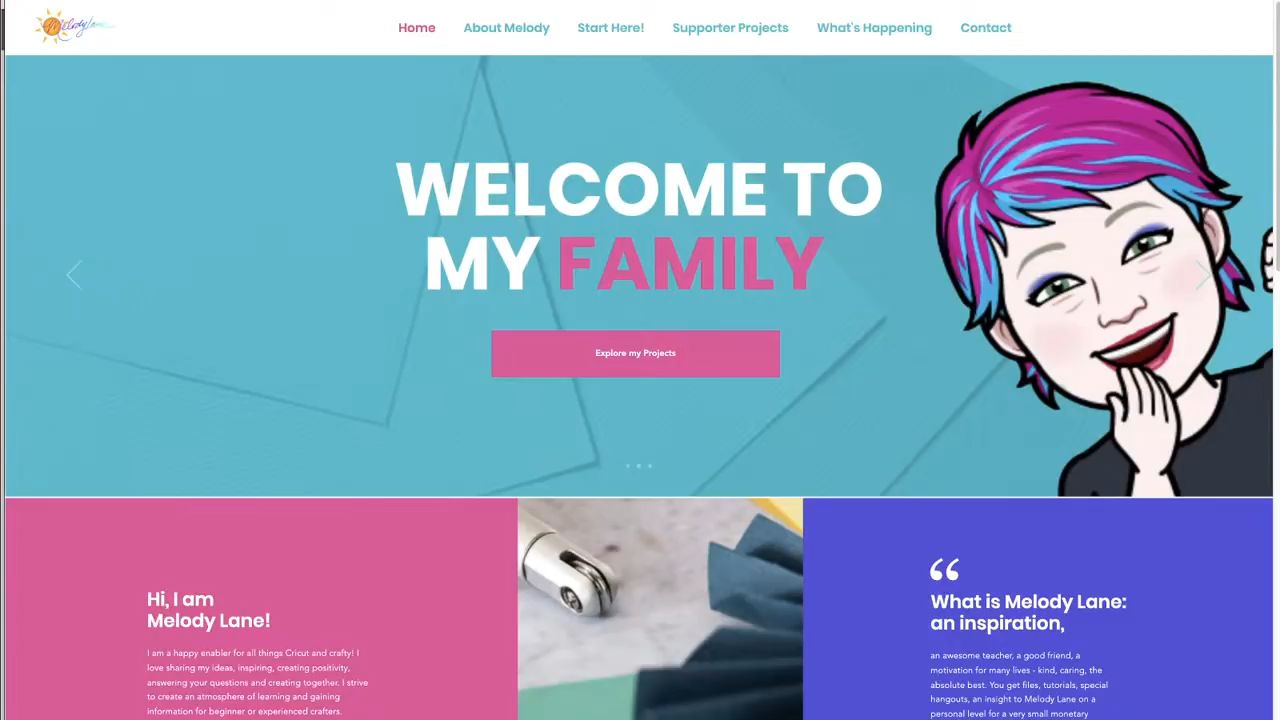 Melody Lane
Home
About Melody
Start Here!
Supporter Projects
What's Happening
Contact
WELCOME TO
MY FAMILY
Explore my Projects
Hi, I am
Melody Lane!
I am a happy enabler for all things Cricut and crafty! I
love sharing my ideas, inspiring, creating positivity,
answering your questions and creating together. I strive
to create an atmosphere of learning and gaining
information for beginner or experienced crafters.
“
What is Melody Lane:
an inspiration,
an awesome teacher, a good friend, a
motivation for many lives - kind, caring, the
absolute best. You get files, tutorials, special
hangouts, an insight to Melody Lane on a
personal level for a very small monetary